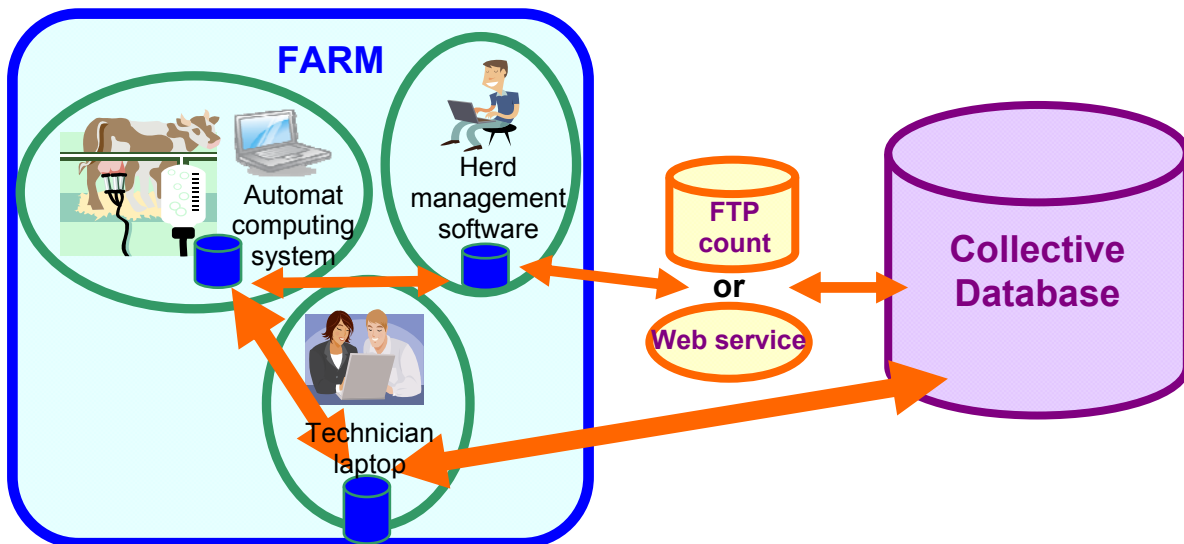 FARM
Automat
computing
system
Herd
management
software
Technician
laptop
FTP
count
or
Web service
Collective
Database